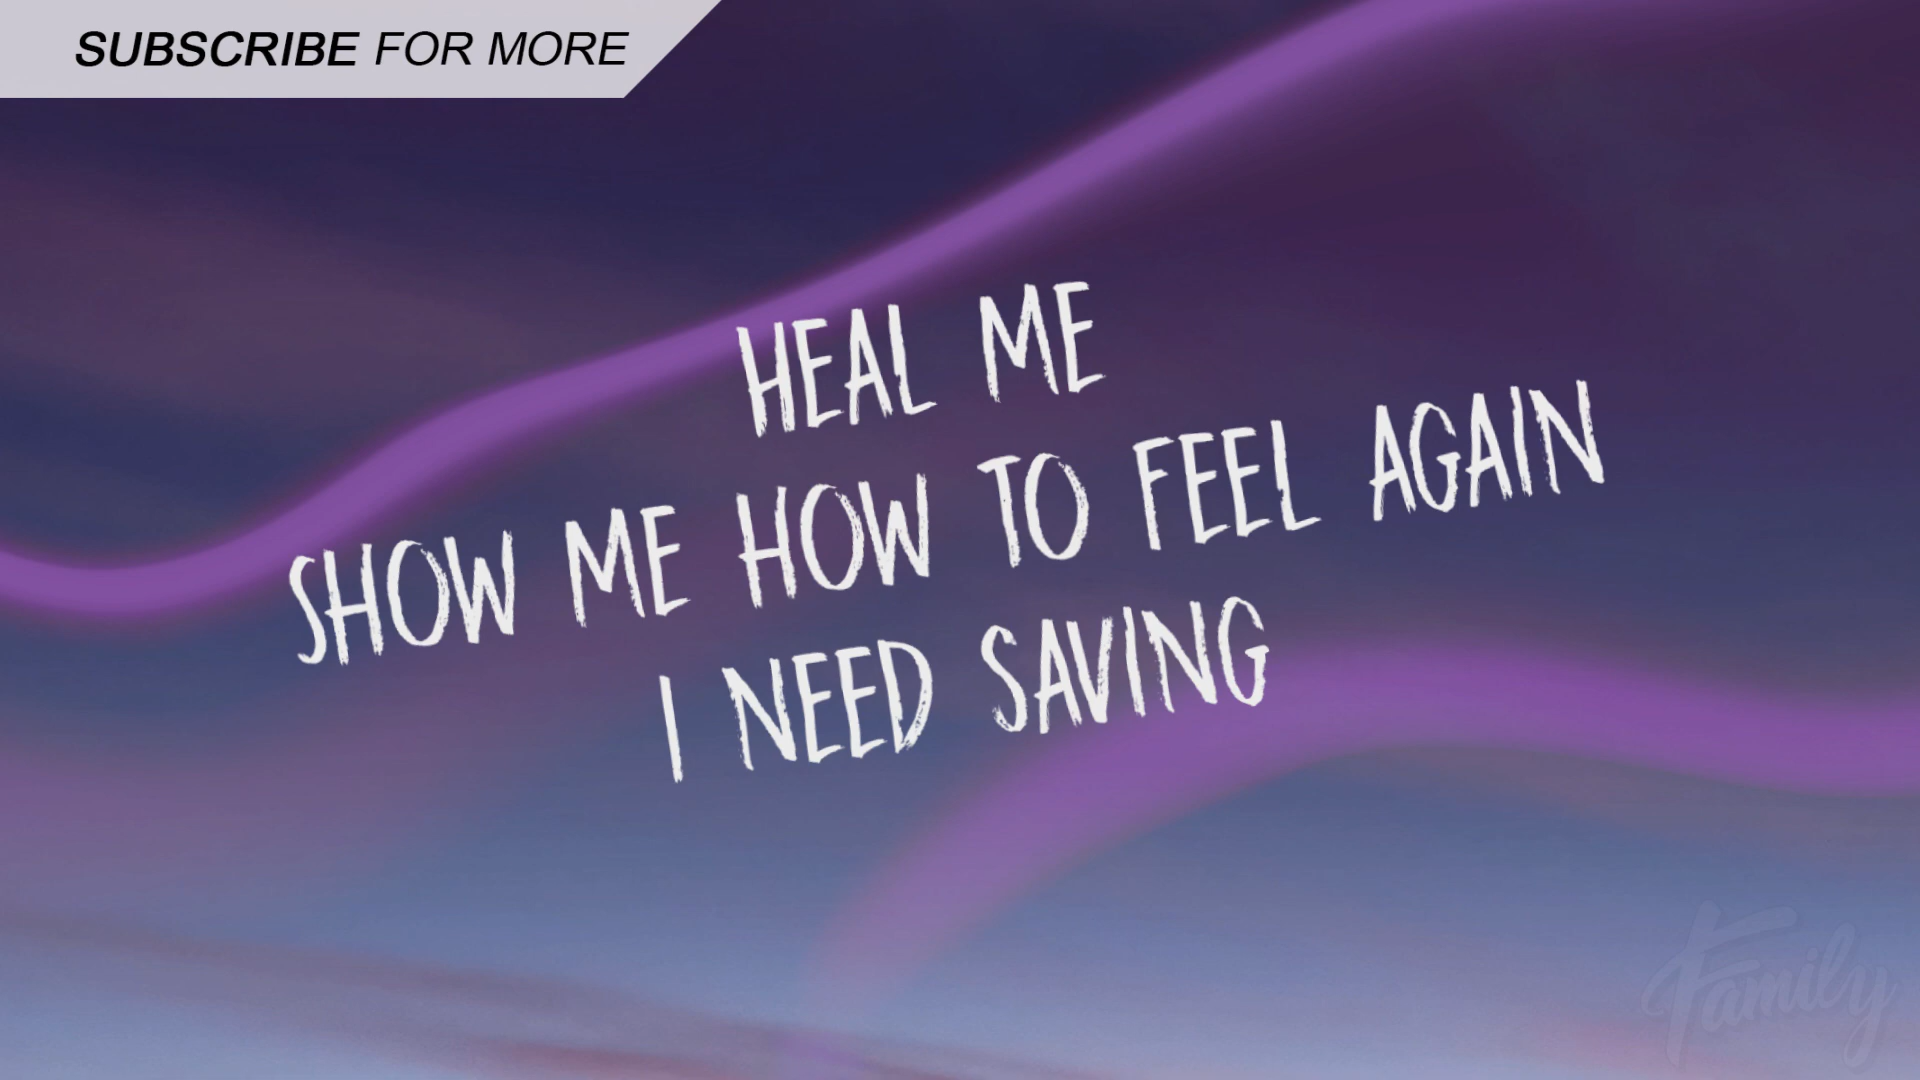 SUBSCRIBE FOR MORE
HEAL ME
SHOW ME HOW TO FEEL AGAIN
I NEED SAVING
Family